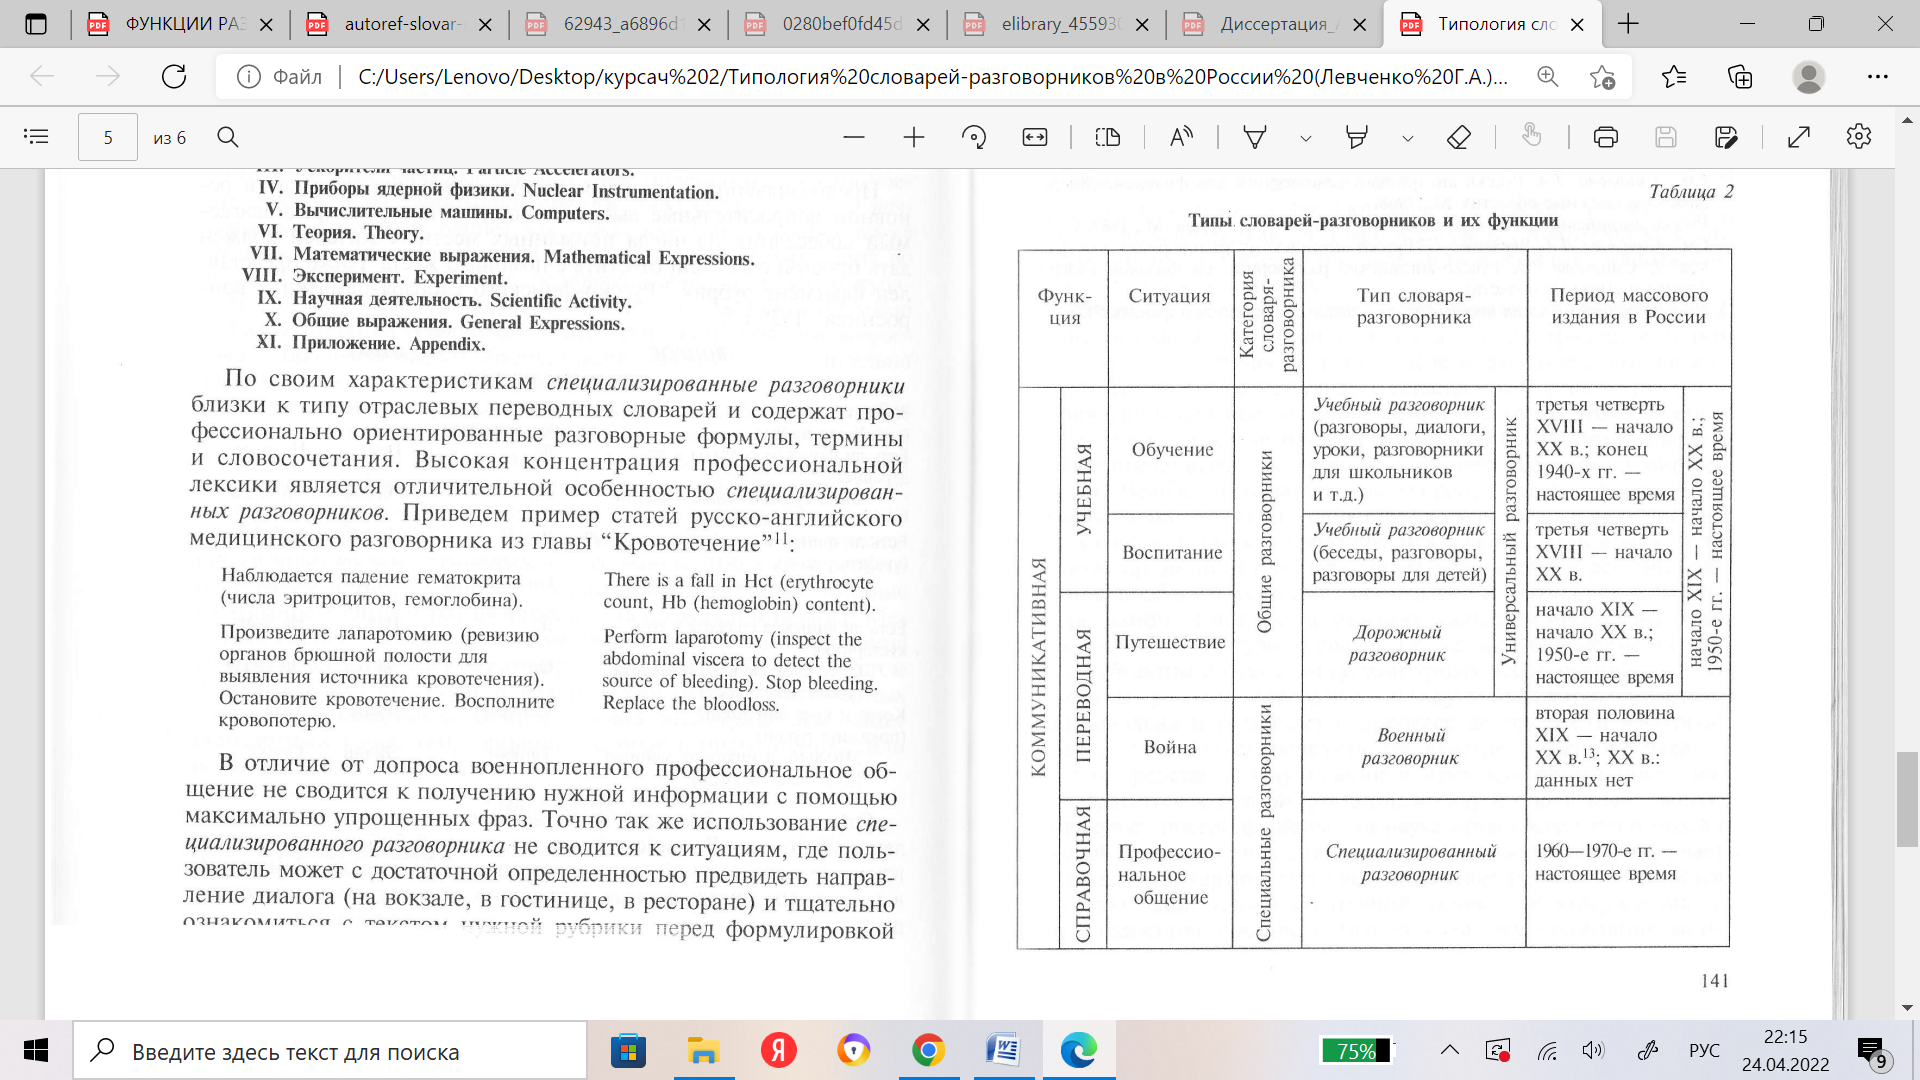 ФУНКЦИИ РАЗ
autoref-slovar-
62943_a6896d1
0280bef0fd45d
elibrary_455930
Диссертация_
Типология сло
Файл
C:/Users/Lenovo/Desktop/курсач%202/Типология%20словарей-разговорников%20в%20России%20(Левченко%20Г.А.)...
5
из 6
III. Ускорители частиц. Particle Accelerators.
IV. Приборы ядерной физики. Nuclear Instrumentation.
V. Вычислительные машины. Computers.
VI. Теория. Theory.
VII. Математические выражения. Mathematical Expressions.
VIII. Эксперимент. Experiment.
IX. Научная деятельность. Scientific Activity.
X. Общие выражения. General Expressions.
XI. Приложение. Appendix.
По своим характеристикам специализированные разговорники
близки к типу отраслевых переводных словарей и содержат про-
фессионально ориентированные разговорные формулы, термины
и словосочетания. Высокая концентрация профессиональной
лексики является отличительной особенностью специализирован-
ных разговорников. Приведем пример статей русско-английского
медицинского разговорника из главы “Кровотечение”11:
Наблюдается падение гематокрита
(числа эритроцитов, гемоглобина).
There is a fall in Hct (erythrocyte
count, Hb (hemoglobin) content).
Произведите лапаротомию (ревизию
органов брюшной полости для
выявления источника кровотечения).
Остановите кровотечение. Восполните
кровопотерю.
Perform laparotomy (inspect the
abdominal viscera to detect the
source of bleeding). Stop bleeding.
Replace the bloodloss.
В отличие от допроса военнопленного профессиональное об-
щение не сводится к получению нужной информации с помощью
максимально упрощенных фраз. Точно так же использование спе-
циализированного разговорника не сводится к ситуациям, где поль-
зователь может с достаточной определенностью предвидеть направ-
ление диалога (на вокзале, в гостинице, в ресторане) и тщательно
ознакомиться с текстом нужной рубрики перед формулировкой
Таблица 2
Типы словарей-разговорников и их функции
Функ-
ция
Ситуация
Категория
словаря-
разговорника
Тип словаря-
разговорника
Период массового
издания в России
КОММУНИКАТИВНАЯ
УЧЕБНАЯ
Обучение
Общие разговорники
Учебный разговорник
(разговоры, диалоги,
уроки, разговорники
для школьников
и т.д.)
Универсальный разговорник
третья четверть
XVIII — начало
XX в.; конец
1940-х гг. —
настоящее время
начало XIX — начало XX в.;
1950-е гг. — настоящее время
Воспитание
Учебный разговорник
(беседы, разговоры,
разговоры для детей)
третья четверть
XVIII — начало
XX в.
ПЕРЕВОДНАЯ
Путешествие
Дорожный
разговорник
начало XIX —
начало XX в.;
1950-е гг. —
настоящее время
Война
Специальные разговорники
Военный
разговорник
вторая половина
XIX — начало
XX в.13; XX в.:
данных нет
СПРАВОЧНАЯ
Профессио-
нальное
общение
Специализированный
разговорник
1960—1970-е гг. —
настоящее время
141
Введите здесь текст для поиска
75%
РУС
22:15
24.04.2022
9